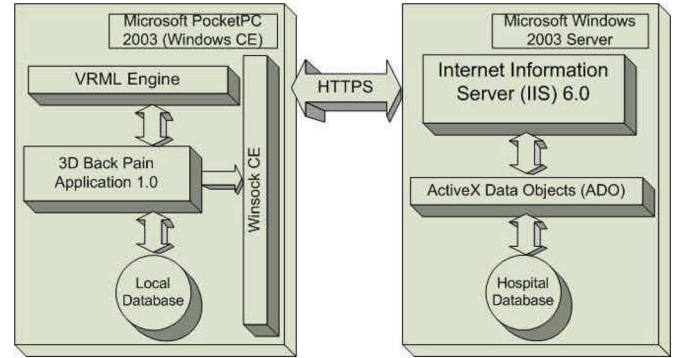 Microsoft PocketPC
2003 (Windows CE)
VRML Engine
3D Back Pain
Application 1.0
Winsock CE
Local
Database
HTTPS
Microsoft Windows
2003 Server
Internet Information
Server (IIS) 6.0
ActiveX Data Objects (ADO)
Hospital
Database